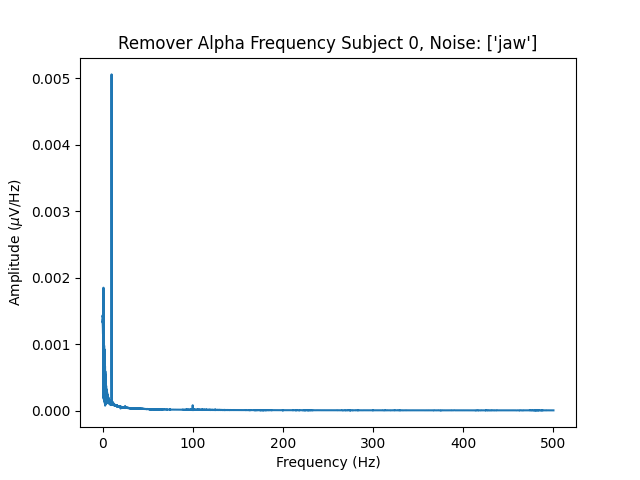 Remover Alpha Frequency Subject 0, Noise: ['jaw']
0.005
0.004
0.003
0.002
0.001
0.000
Amplitude (μV/Hz)
0 100 200 300 400 500
Frequency (Hz)